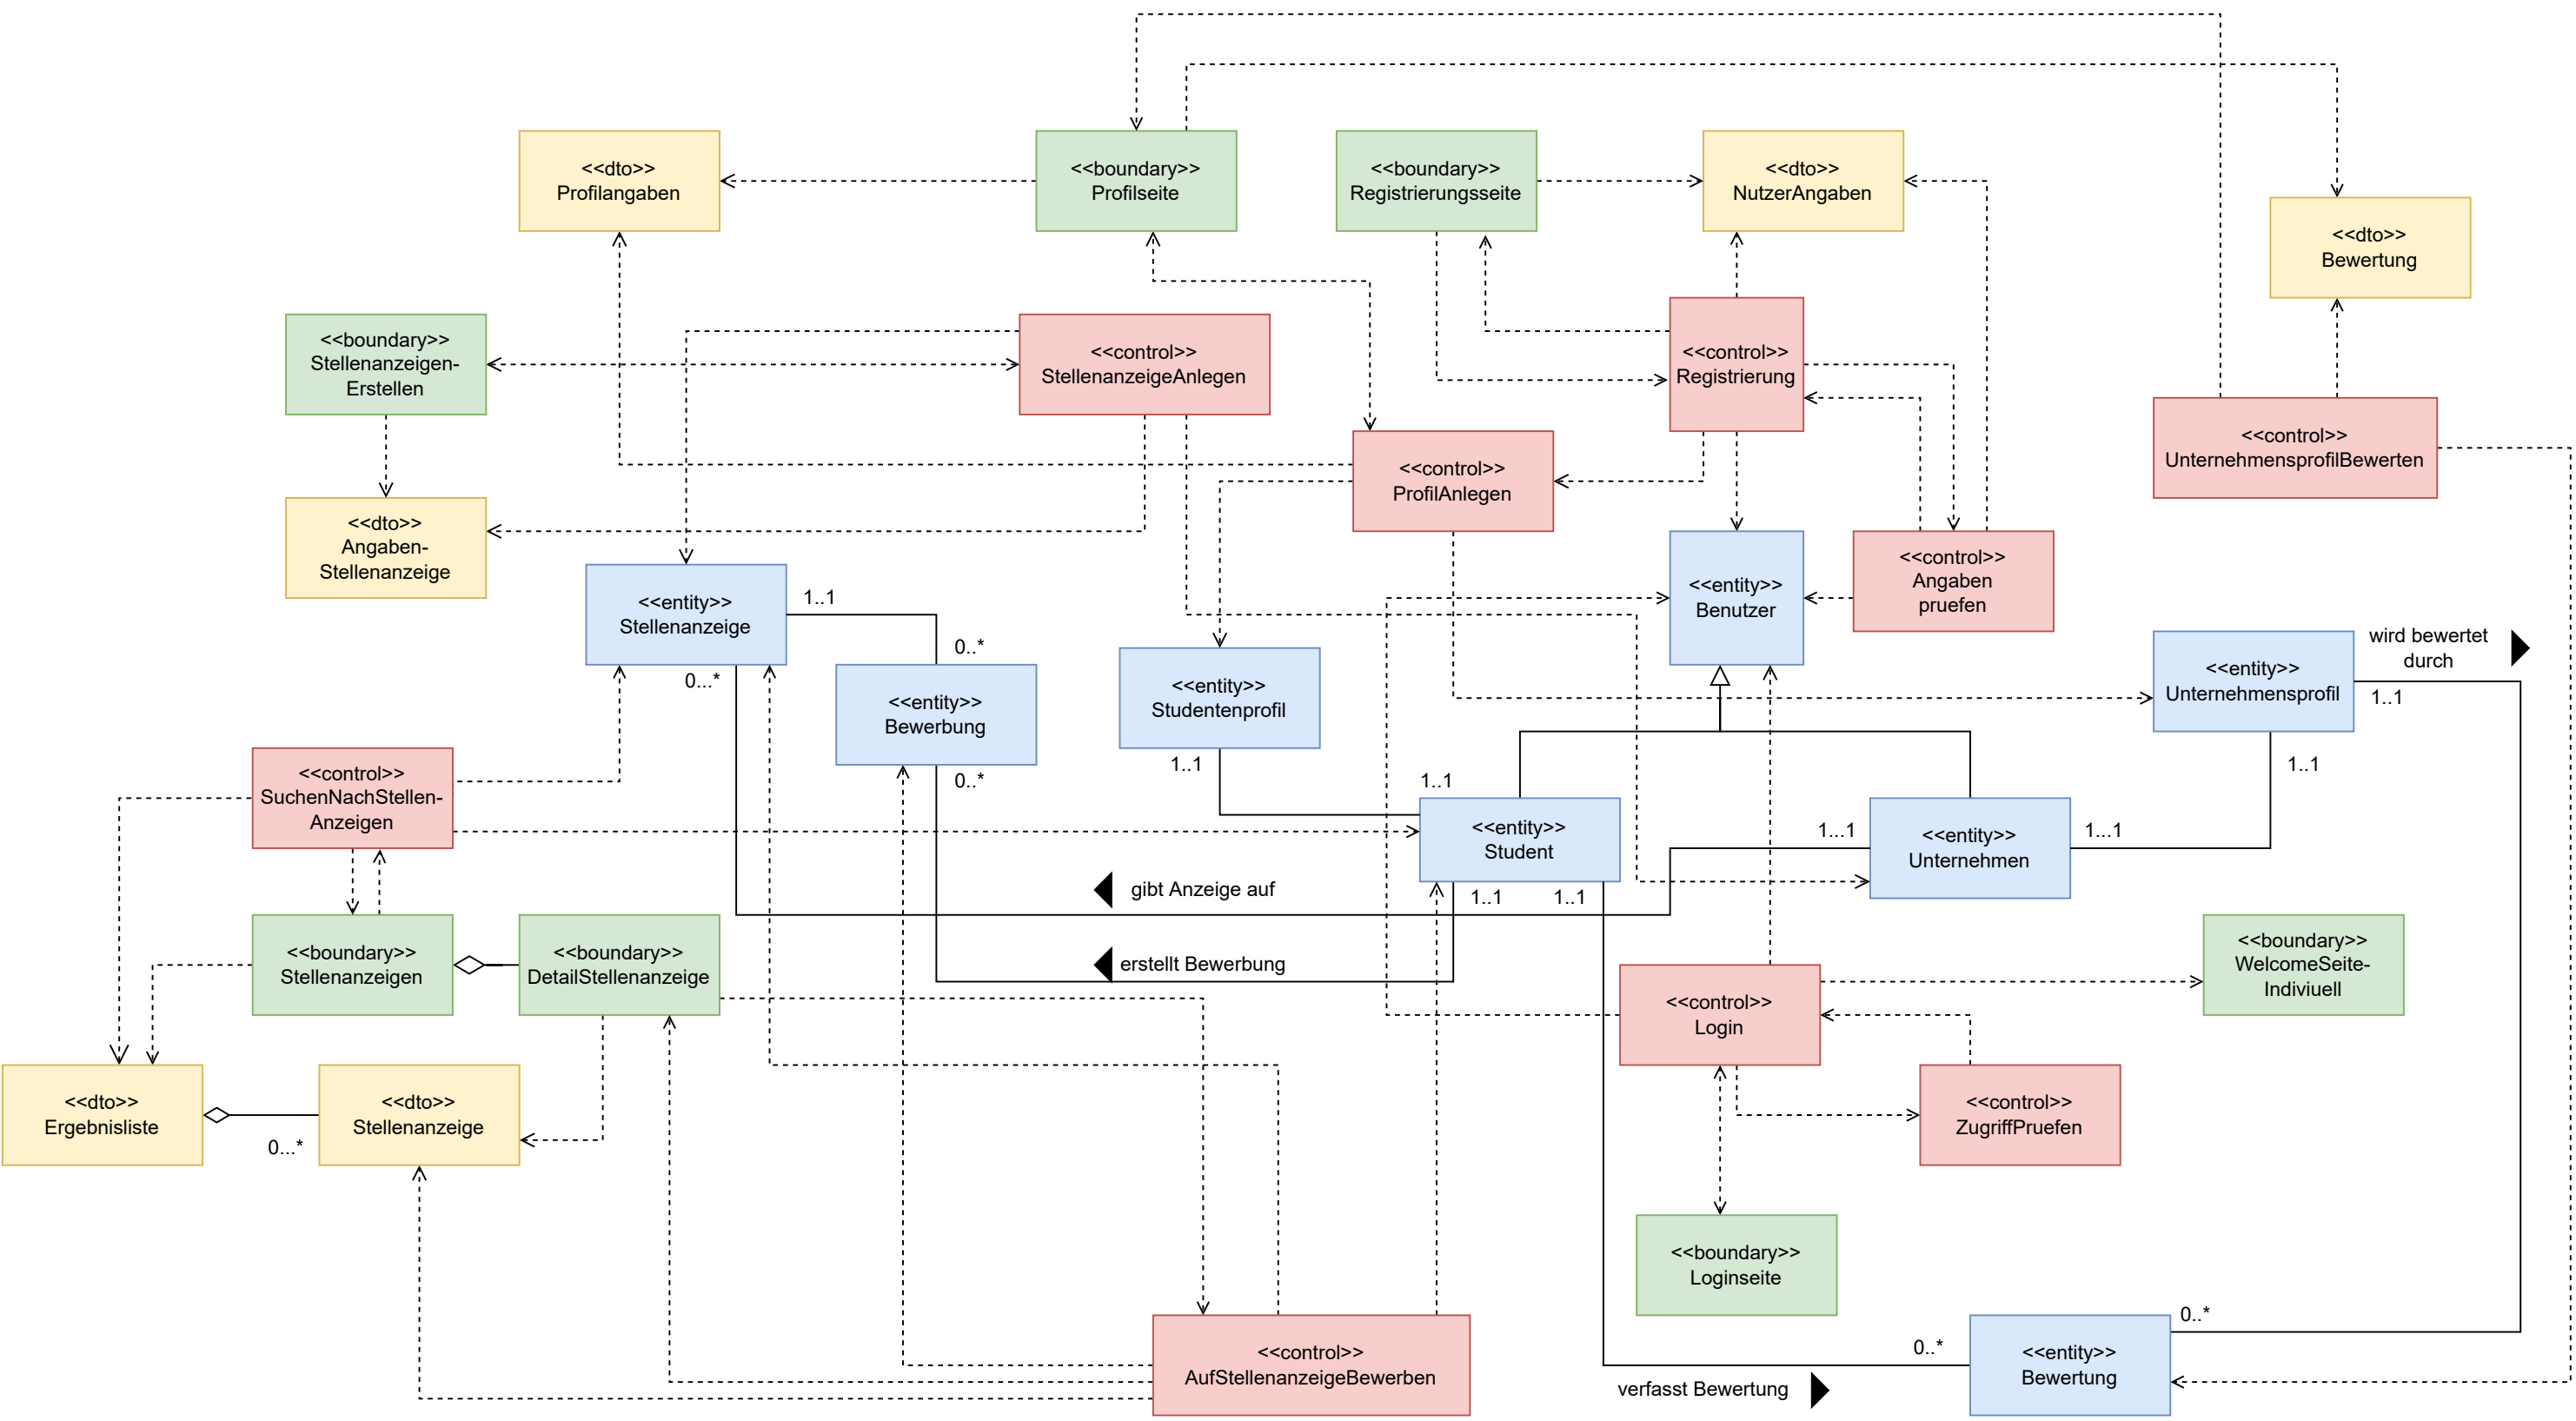 <<dto>>
Profilangaben
<<boundary>>
Profilseite
<<boundary>>
Registrierungsseite
<<dto>>
NutzerAngaben
<<dto>>
Bewertung
<<boundary>>
Stellenanzeigen-
Erstellen
<<control>>
StellenanzeigeAnlegen
<<control>>
Registrierung
<<control>>
UnternehmensprofilBewerten
<<control>>
ProfilAnlegen
<<dto>>
Angaben-
Stellenanzeige
<<entity>>
Stellenanzeige
1..1
0..*
0...*
<<entity>>
Benutzer
<<control>>
Angaben
pruefen
<<entity>>
Bewerbung
0..*
<<entity>>
Studentenprofil
1..1
<<entity>>
Unternehmensprofil
wird bewertet
durch
1..1
1..1
<<control>>
SuchenNachStellen-
Anzeigen
1..1
<<entity>>
Student
1..1
1..1
1...1
<<entity>>
Unternehmen
1...1
gibt Anzeige auf
erstellt Bewerbung
<<boundary>>
Stellenanzeigen
<<boundary>>
DetailStellenanzeige
<<control>>
Login
<<boundary>>
WelcomeSeite-
Indiviuell
<<dto>>
Ergebnisliste
0...*
<<dto>>
Stellenanzeige
<<control>>
ZugriffPruefen
<<boundary>>
Loginseite
<<control>>
AufStellenanzeigeBewerben
0..*
verfasst Bewertung
<<entity>>
Bewertung
0..*